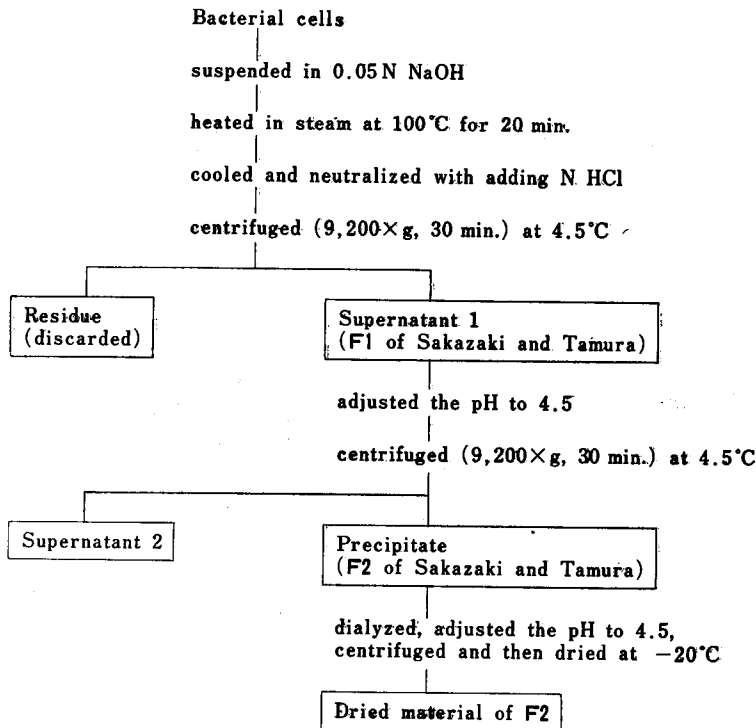 Bacterial cells
suspended in 0.05 N NaOH
heated in steam at 100°C for 20 min.
cooled and neutralized with adding N HCl
centrifuged (9,200×g, 30 min.) at 4.5°C
Residue
(discarded)
Supernatant 1
(F1 of Sakazaki and Tamura)
adjusted the pH to 4.5
centrifuged (9,200×g, 30 min.) at 4.5°C
Supernatant 2
Precipitate
(F2 of Sakazaki and Tamura)
dialyzed, adjusted the pH to 4.5,
centrifuged and then dried at −20°C
Dried material of F2